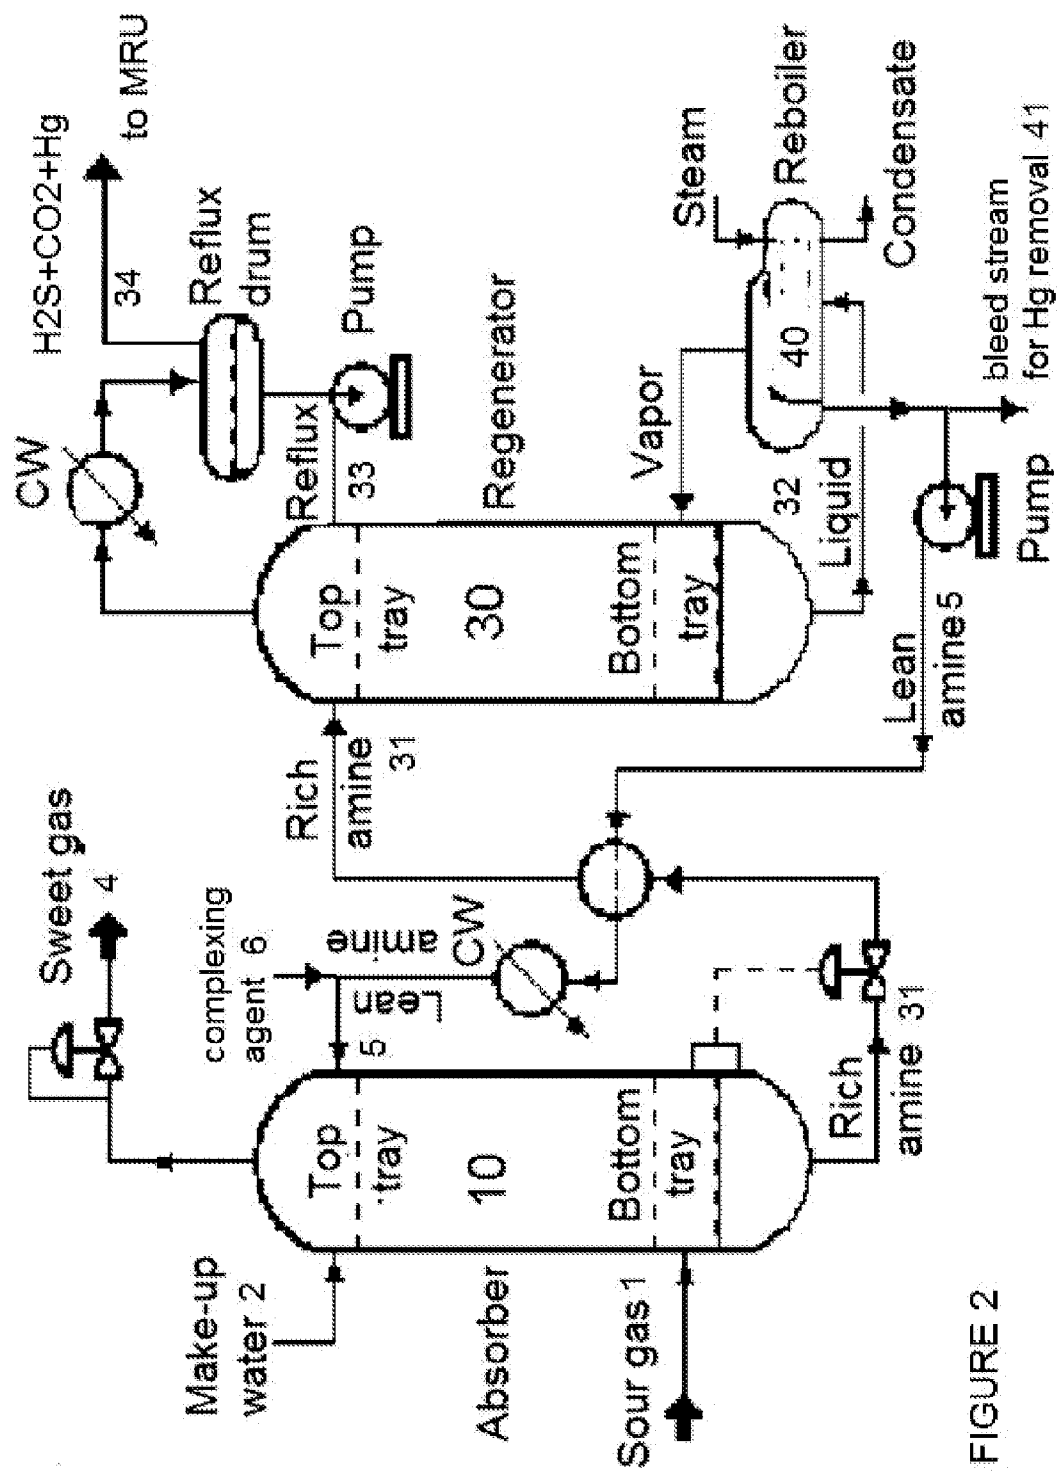 Sweet gas
4
Make-up
water 2
complexing
agent 6
Lean
amine
5
CW
Top
tray
10
Bottom
tray
Absorber
Sour gas 1
Rich
amine 31
Rich
amine
31
CW
H2S+CO2+Hg
34
to MRU
Reflux
drum
Reflux
33
Pump
Top
tray
30
Bottom
tray
Regenerator
Vapor
32
Liquid
40
Steam
Reboiler
Condensate
Lean
amine5
Pump
bleed stream
for Hg removal 41
FIGURE 2